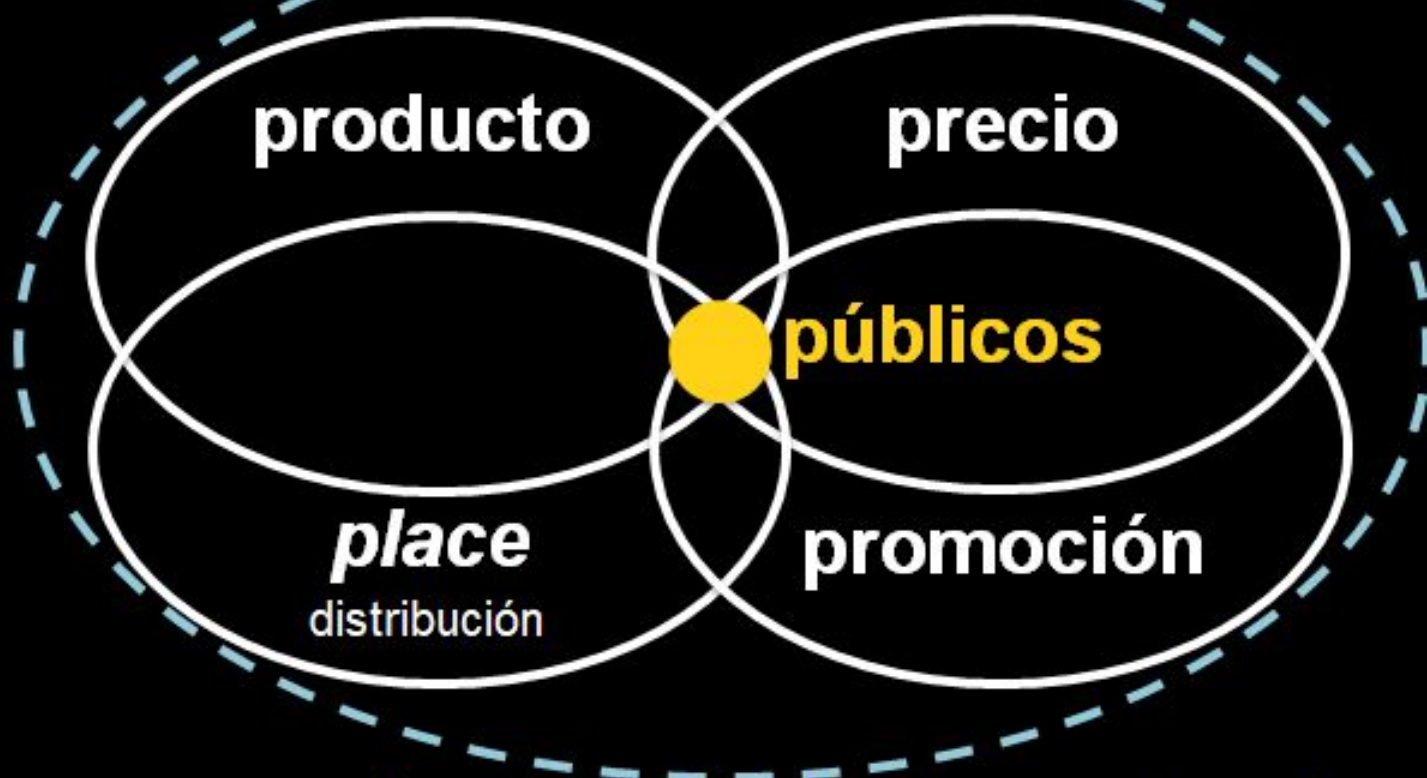 producto
precio
públicos
place
distribución
promoción